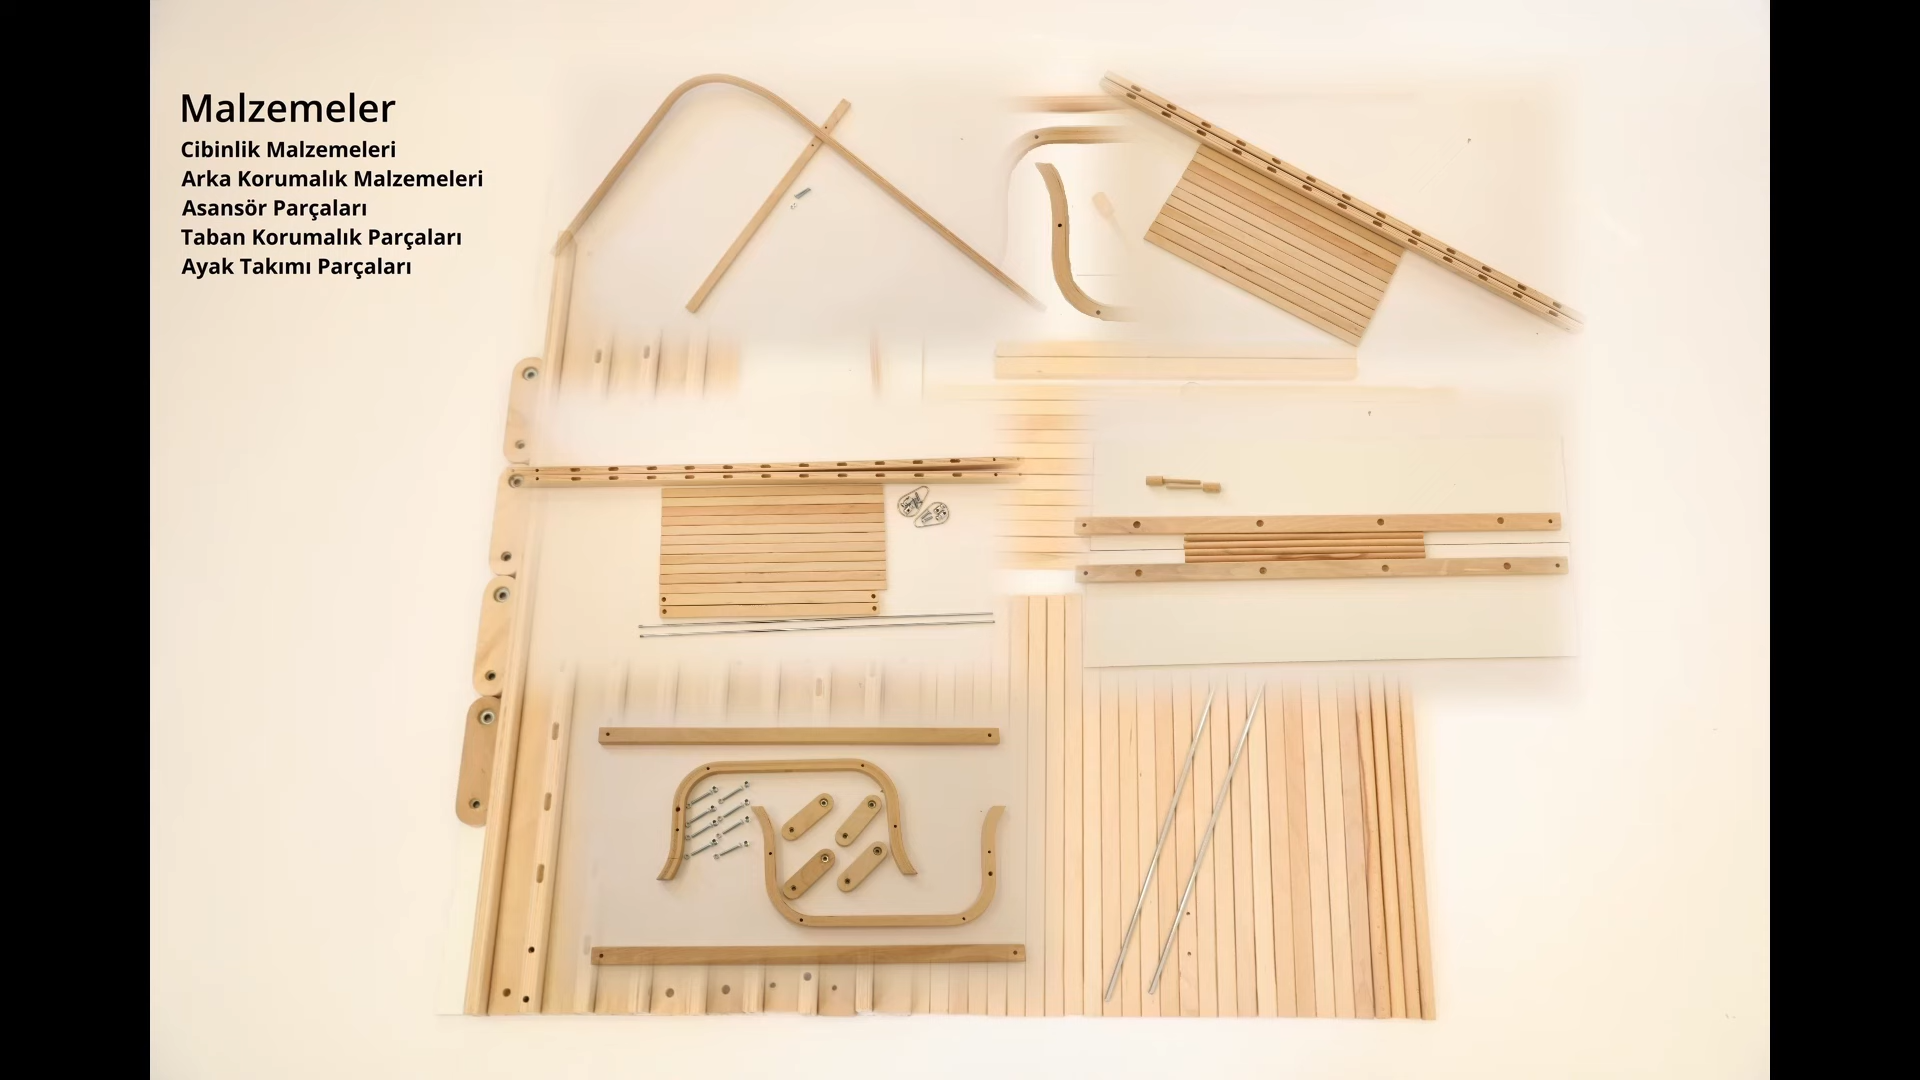 Malzemeler
Cibinlik Malzemeleri
Arka Korumalık Malzemeleri
Asansör Parçaları
Taban Korumalık Parçaları
Ayak Takımı Parçaları